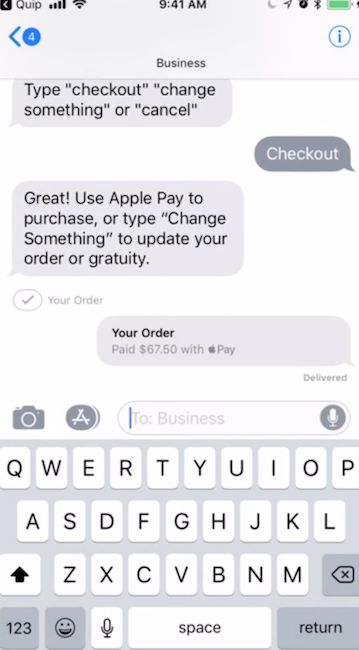 Quip 9:41 AM
4
Business
Type "checkout" "change
something" or "cancel"
Checkout
Great! Use Apple Pay to
purchase, or type “Change
Something” to update your
order or gratuity.
Your Order
Your Order
Paid $67.50 with Pay
Delivered
To: Business
Q W E R T Y U I O P
A S D F G H J K L
Z X C V B N M
123 space return